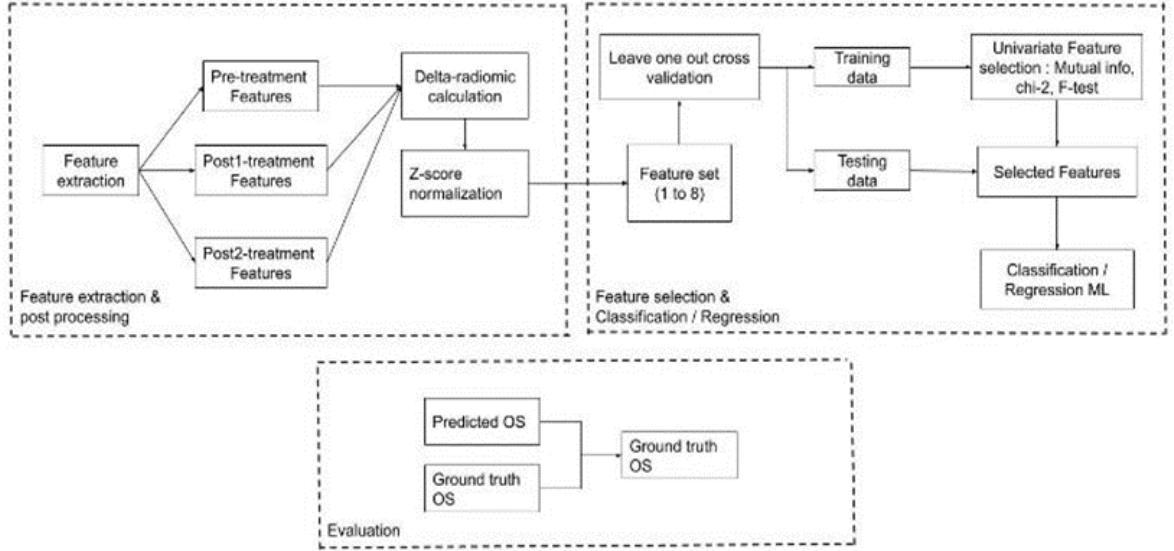 Feature
extraction
Pre-treatment
Features
Post1-treatment
Features
Post2-treatment
Features
Delta-radiomic
calculation
Z-score
normalization
Feature extraction &
post processing
Leave one out cross
validation
Feature set
(1 to 8)
Training
data
Testing
data
Univariate Feature
selection : Mutual info,
chi-2, F-test
Selected Features
Classification /
Regression ML
Feature selection &
Classification / Regression
Predicted OS
Ground truth
OS
Ground truth
OS
Evaluation